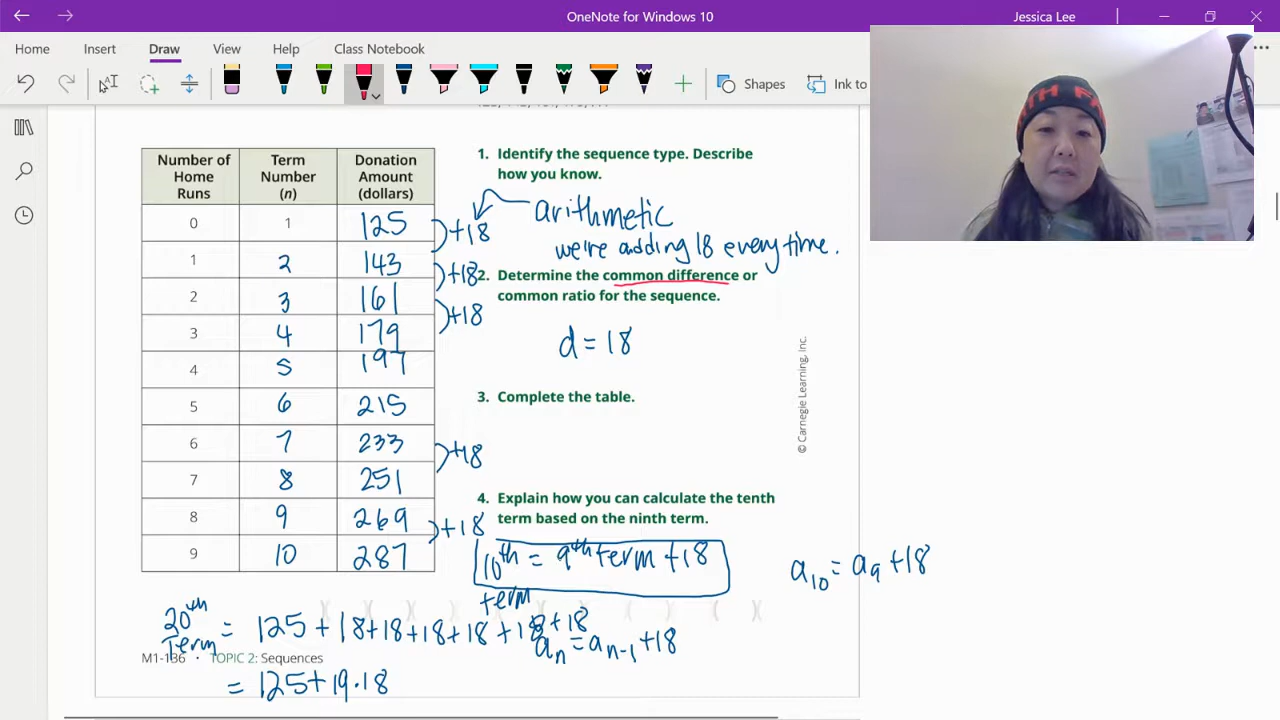 OneNote for Windows 10
Jessica Lee
Home Insert Draw View Help Class Notebook
Shapes
Ink to
Number of Home Runs Term Number (n) Donation Amount (dollars)
0 1 125
1 2 143
2 3 161
3 4 179
4 5 197
5 6 215
6 7 233
7 8 251
8 9 269
9 10 287
+18
+18
+18
+18
+18
1. Identify the sequence type. Describe
how you know.
arithmetic
we're adding 18 every time.
2. Determine the common difference or
common ratio for the sequence.
d = 18
3. Complete the table.
4. Explain how you can calculate the tenth
term based on the ninth term.
10th term = 9th term + 18
a10 = a9 + 18
an = an-1 + 18
20th Term = 125 + 18 + 18 + 18 + 18 + 18 + 18
= 125 + 19 · 18
M1-136 • TOPIC 2: Sequences
© Carnegie Learning, Inc.